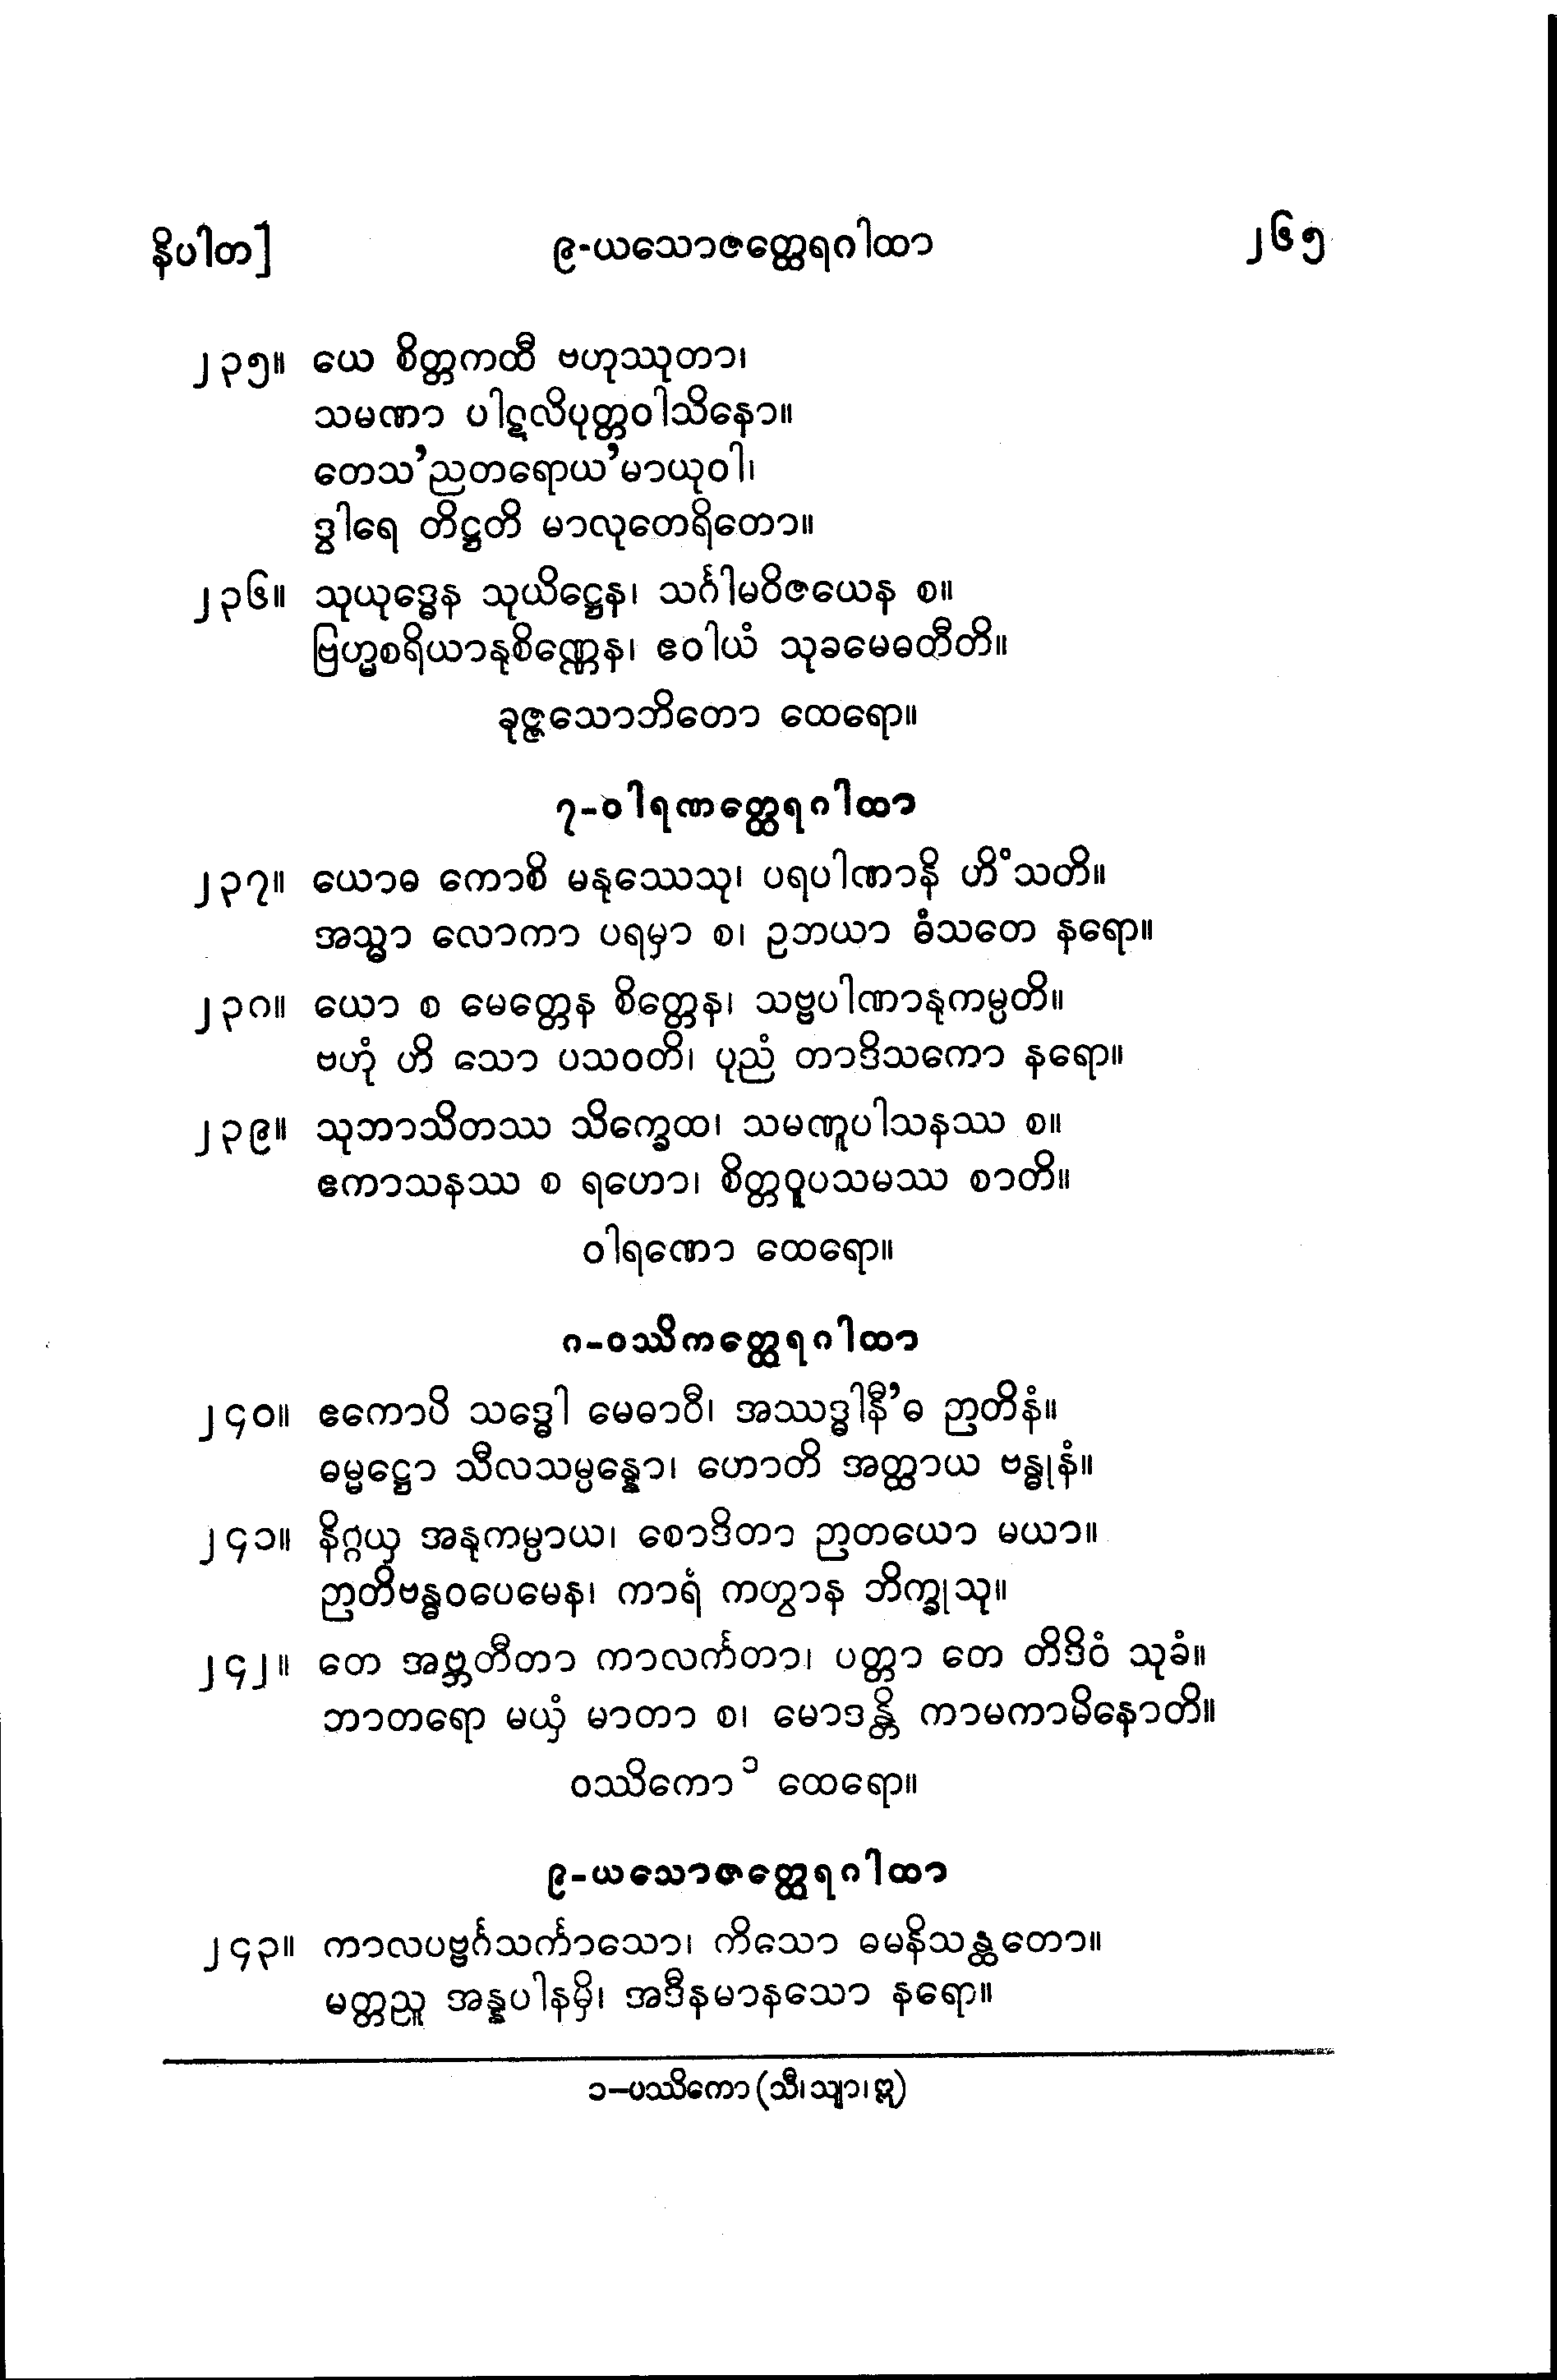 နိပါတ]	၉-ယသောဇတ္ထေရဂါထာ	၂၆၅
၂၃၅။ ယေ စိတ္တကထီ ဗဟုဿုတာ၊
သမဏာ ပါဋလိပုတ္တဝါသိနော။
တေသ’ညတရောယ’မာယုဝါ၊
ဒွါရေ တိဋ္ဌတိ မာလုတေရိတော။
၂၃၆။ သုယုဒ္ဓေန သုယိဋ္ဌေန၊ သင်္ဂါမဝိဇယေန စ။
ဗြဟ္မစရိယာနုစိဏ္ဏေန၊ ဧဝါယံ သုခမေဓတီတိ။
ခုဇ္ဇသောဘိတော ထေရော။
၇-ဝါရဏတ္ထေရဂါထာ
၂၃၇။ ယောဓ ကောစိ မနုဿေသု၊ ပရပါဏာနိ ဟိံသတိ။
အသ္မာ လောကာ ပရမှာ စ၊ ဥဘယာ ဓံသတေ နရော။
၂၃၈။ ယော စ မေတ္တေန စိတ္တေန၊ သဗ္ဗပါဏာနုကမ္ပတိ။
ဗဟုံ ဟိ သော ပသဝတိ၊ ပုညံ တာဒိသကော နရော။
၂၃၉။ သုဘာသိတဿ သိက္ခေထ၊ သမဏူပါသနဿ စ။
ဧကာသနဿ စ ရဟော၊ စိတ္တဝူပသမဿ စာတိ။
ဝါရဏော ထေရော။
၈-ဝဿိကတ္ထေရဂါထာ
၂၄၀။ ဧကောပိ သဒ္ဓေါ မေဓာဝီ၊ အဿဒ္ဓါနီ’ဓ ဉာတိနံ။
ဓမ္မဋ္ဌော သီလသမ္ပန္နော၊ ဟောတိ အတ္ထာယ ဗန္ဓုနံ။
၂၄၁။ နိဂ္ဂယှ အနုကမ္ပာယ၊ စောဒိတာ ဉာတယော မယာ။
ဉာတိဗန္ဓဝပေမေန၊ ကာရံ ကတွာန ဘိက္ခုသု။
၂၄၂။ တေ အဗ္ဘတီတာ ကာလင်္ကတာ၊ ပတ္တာ တေ တိဒိဝံ သုခံ။
ဘာတရော မယှံ မာတာ စ၊ မောဒန္တိ ကာမကာမိနောတိ။
ဝဿိကော ၁ ထေရော။
၉-ယသောဇတ္ထေရဂါထာ
၂၄၃။ ကာလပဗ္ဗင်္ဂသင်္ကာသော၊ ကိသော ဓမနိသန္ထတော။
မတ္တညူ အန္နပါနမှိ၊ အဒီနမာနသော နရော။
၁−ပဿိကော (သီ၊သျာ၊ဣ)